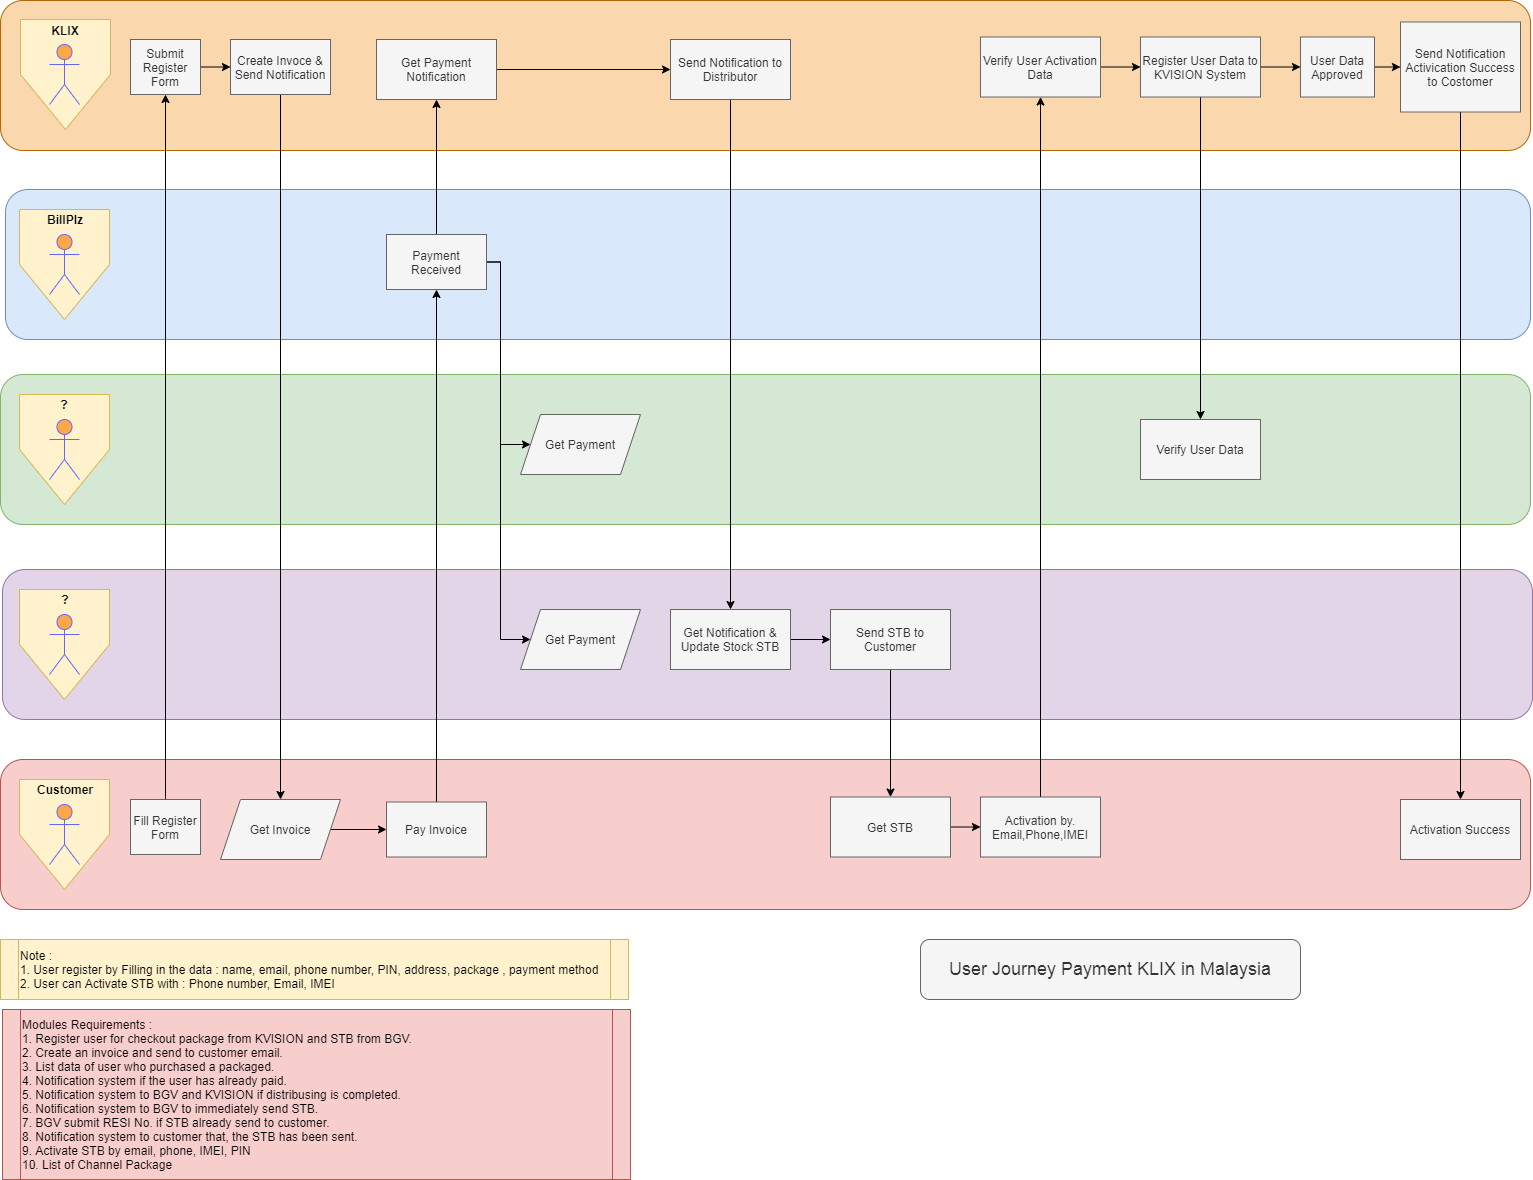 KLIX
Submit
Register
Form
Create Invoce &
Send Notification
Get Payment
Notification
Send Notification to
Distributor
Verify User Activation
Data
Register User Data to
KVISION System
User Data
Approved
Send Notification
Activication Success
to Costomer
BillPlz
Payment
Received
?
Get Payment
Verify User Data
?
Get Payment
Get Notification &
Update Stock STB
Send STB to
Customer
Customer
Fill Register
Form
Get Invoice
Pay Invoice
Get STB
Activation by.
Email,Phone,IMEI
Activation Success
Note :
1. User register by Filling in the data : name, email, phone number, PIN, address, package , payment method
2. User can Activate STB with : Phone number, Email, IMEI
User Journey Payment KLIX in Malaysia
Modules Requirements :
1. Register user for checkout package from KVISION and STB from BGV.
2. Create an invoice and send to customer email.
3. List data of user who purchased a packaged.
4. Notification system if the user has already paid.
5. Notification system to BGV and KVISION if distribusing is completed.
6. Notification system to BGV to immediately send STB.
7. BGV submit RESI No. if STB already send to customer.
8. Notification system to customer that, the STB has been sent.
9. Activate STB by email, phone, IMEI, PIN
10. List of Channel Package